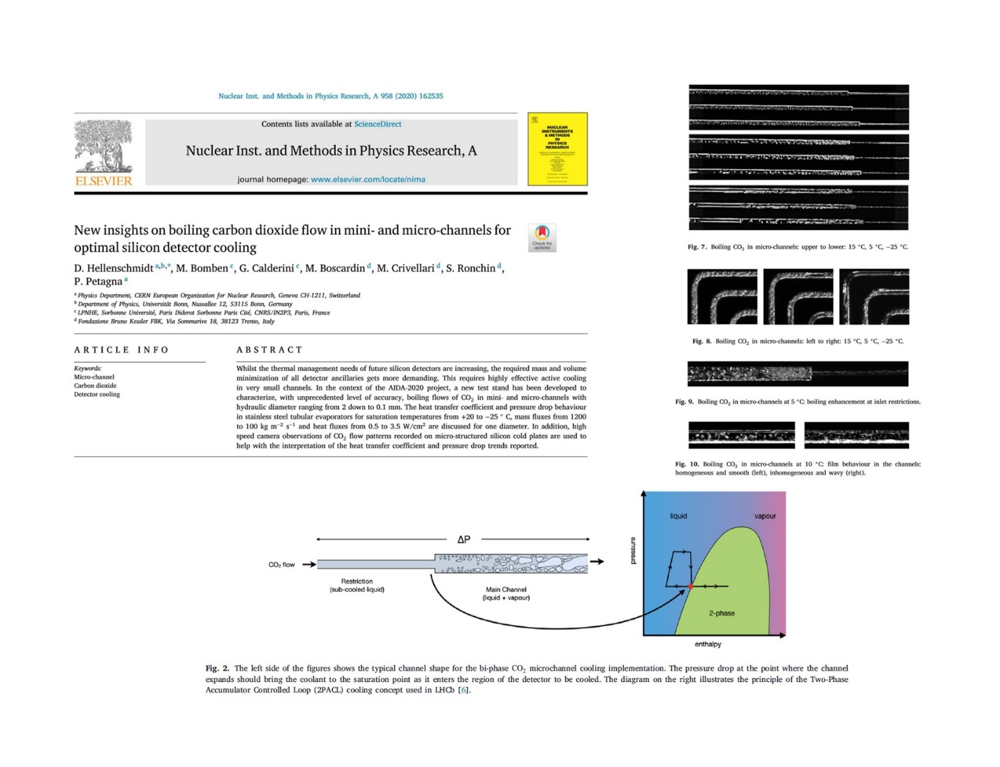 Nuclear Inst. and Methods in Physics Research, A 958 (2020) 162535
Contents lists available at ScienceDirect
Nuclear Inst. and Methods in Physics Research, A
journal homepage: www.elsevier.com/locate/nima
ELSEVIER
NUCLEAR
INSTRUMENTS
& METHODS
IN
PHYSICS
RESEARCH
New insights on boiling carbon dioxide flow in mini- and micro-channels for
optimal silicon detector cooling
Check for
updates
D. Hellenschmidt a,b,*, M. Bomben c, G. Calderini c, M. Boscardin d, M. Crivellari d, S. Ronchin d,
P. Petagna a
a Physics Department, CERN European Organization for Nuclear Research, Geneva CH-1211, Switzerland
b Department of Physics, Universität Bonn, Nussallee 12, 53115 Bonn, Germany
c LPNHE, Sorbonne Université, Paris Diderot Sorbonne Paris Cité, CNRS/IN2P3, Paris, France
d Fondazione Bruno Kessler FBK, Via Sommarive 18, 38123 Trento, Italy
ARTICLE INFO
Keywords:
Micro-channel
Carbon dioxide
Detector cooling
ABSTRACT
Whilst the thermal management needs of future silicon detectors are increasing, the required mass and volume
minimization of all detector ancillaries gets more demanding. This requires highly effective active cooling
in very small channels. In the context of the AIDA-2020 project, a new test stand has been developed to
characterize, with unprecedented level of accuracy, boiling flows of CO₂ in mini- and micro-channels with
hydraulic diameter ranging from 2 down to 0.1 mm. The heat transfer coefficient and pressure drop behaviour
in stainless steel tubular evaporators for saturation temperatures from +20 to −25 ° C, mass fluxes from 1200
to 100 kg m⁻² s⁻¹ and heat fluxes from 0.5 to 3.5 W/cm² are discussed for one diameter. In addition, high
speed camera observations of CO₂ flow patterns recorded on micro-structured silicon cold plates are used to
help with the interpretation of the heat transfer coefficient and pressure drop trends reported.
Fig. 7. Boiling CO₂ in micro-channels: upper to lower: 15 °C, 5 °C, −25 °C.
Fig. 8. Boiling CO₂ in micro-channels: left to right: 15 °C, 5 °C, −25 °C.
Fig. 9. Boiling CO₂ in micro-channels at 5 °C: boiling enhancement at inlet restrictions.
Fig. 10. Boiling CO₂ in micro-channels at 10 °C: film behaviour in the channels:
homogeneous and smooth (left), inhomogeneous and wavy (right).
ΔP
CO₂ flow
Restriction
(sub-cooled liquid)
Main Channel
(liquid + vapour)
pressure
liquid
vapour
2-phase
enthalpy
Fig. 2. The left side of the figures shows the typical channel shape for the bi-phase CO₂ microchannel cooling implementation. The pressure drop at the point where the channel
expands should bring the coolant to the saturation point as it enters the region of the detector to be cooled. The diagram on the right illustrates the principle of the Two-Phase
Accumulator Controlled Loop (2PACL) cooling concept used in LHCb [6].